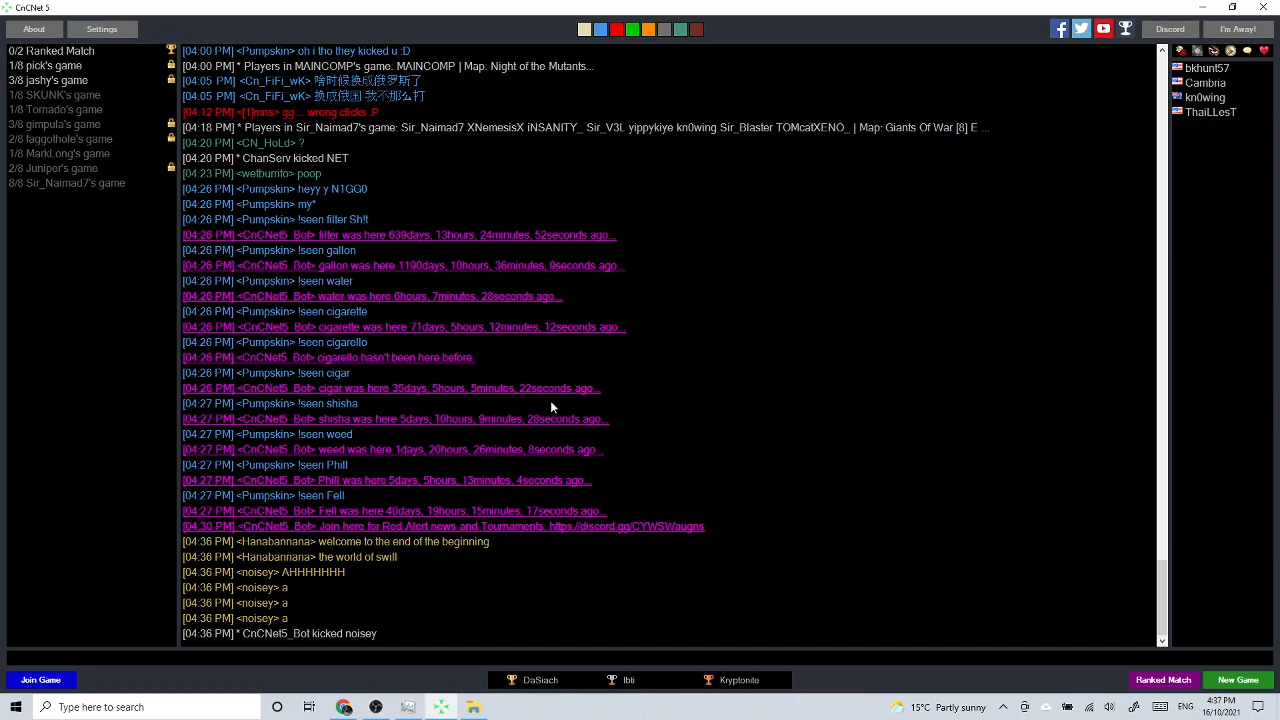 CnCNet 5
About
Settings
Discord
I'm Away!
0/2 Ranked Match
1/8 pick's game
3/8 jashy's game
1/8 SKUNK's game
1/8 Tornado's game
3/8 gimpula's game
2/8 faggothole's game
1/8 MarkLong's game
2/8 Juniper's game
8/8 Sir_Naimad7's game
[04:00 PM] <Pumpskin> oh i tho they kicked u :D
[04:00 PM] * Players in MAINCOMP's game: MAINCOMP | Map: Night of the Mutants...
[04:05 PM] <Cn_FiFi_wK> 啥时候换成俄罗斯了
[04:05 PM] <Cn_FiFi_wK> 换成俄国 我不那么打
[04:12 PM] <[1]mns> gg ... wrong clicks :P
[04:18 PM] * Players in Sir_Naimad7's game: Sir_Naimad7 XNemesisX iNSANITY_ Sir_V3L yippykiye kn0wing Sir_Blaster TOMcatXENO_ | Map: Giants Of War [8] E ...
[04:20 PM] <CN_HoLd> ?
[04:20 PM] * ChanServ kicked NET
[04:23 PM] <wetburrito> poop
[04:26 PM] <Pumpskin> heyy y N1GG0
[04:26 PM] <Pumpskin> my*
[04:26 PM] <Pumpskin> !seen filter Sh!t
[04:26 PM] <CnCNet5_Bot> filter was here 639days, 13hours, 24minutes, 52seconds ago...
[04:26 PM] <Pumpskin> !seen gallon
[04:26 PM] <CnCNet5_Bot> gallon was here 1190days, 10hours, 36minutes, 9seconds ago...
[04:26 PM] <Pumpskin> !seen water
[04:26 PM] <CnCNet5_Bot> water was here 6hours, 7minutes, 28seconds ago...
[04:26 PM] <Pumpskin> !seen cigarette
[04:26 PM] <CnCNet5_Bot> cigarette was here 71days, 5hours, 12minutes, 12seconds ago...
[04:26 PM] <Pumpskin> !seen cigarello
[04:26 PM] <CnCNet5_Bot> cigarello hasn't been here before.
[04:26 PM] <Pumpskin> !seen cigar
[04:26 PM] <CnCNet5_Bot> cigar was here 35days, 5hours, 5minutes, 22seconds ago...
[04:27 PM] <Pumpskin> !seen shisha
[04:27 PM] <CnCNet5_Bot> shisha was here 5days, 10hours, 9minutes, 28seconds ago...
[04:27 PM] <Pumpskin> !seen weed
[04:27 PM] <CnCNet5_Bot> weed was here 1days, 20hours, 26minutes, 8seconds ago...
[04:27 PM] <Pumpskin> !seen Phill
[04:27 PM] <CnCNet5_Bot> Phill was here 5days, 5hours, 13minutes, 4seconds ago...
[04:27 PM] <Pumpskin> !seen Fell
[04:27 PM] <CnCNet5_Bot> Fell was here 40days, 19hours, 15minutes, 17seconds ago...
[04:30 PM] <CnCNet5_Bot> Join here for Red Alert news and Tournaments. https://discord.gg/CYWSWaugns
[04:36 PM] <Hanabannana> welcome to the end of the beginning
[04:36 PM] <Hanabannana> the world of swill
[04:36 PM] <noisey> AHHHHHHH
[04:36 PM] <noisey> a
[04:36 PM] <noisey> a
[04:36 PM] <noisey> a
[04:36 PM] * CnCNet5_Bot kicked noisey
bkhunt57
Cambria
kn0wing
ThaiLLesT
Join Game
DaSiach
Ibti
Kryptonite
Ranked Match
New Game
Type here to search
15°C Partly sunny
ENG
4:37 PM
16/10/2021